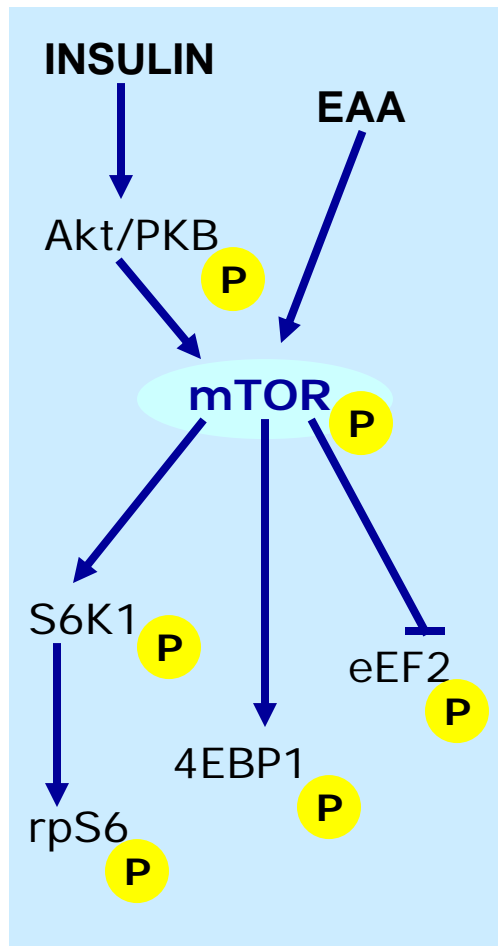 INSULIN
EAA
Akt/PKB
P
mTOR
P
S6K1
P
eEF2
P
4EBP1
P
rpS6
P